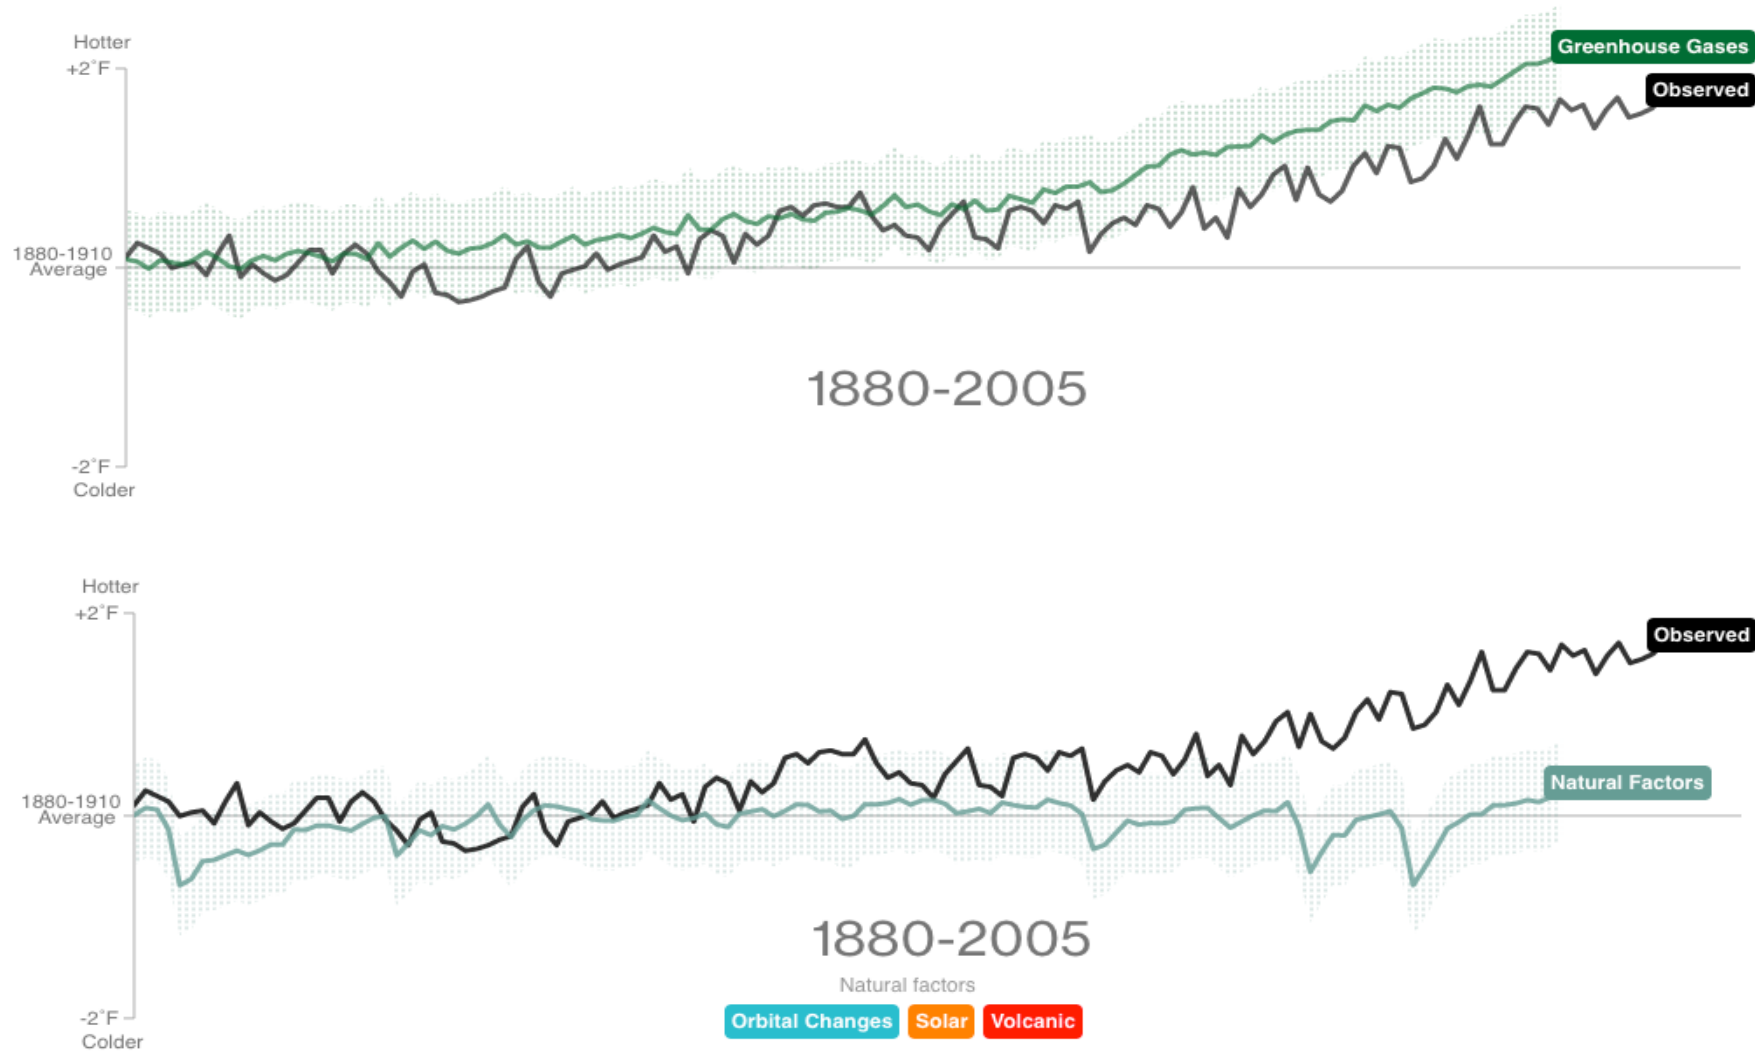 Hotter
+2°F
Greenhouse Gases
Observed
1880-1910
Average
1880-2005
-2°F
Colder
Hotter
+2°F
Observed
Natural Factors
1880-1910
Average
1880-2005
Natural factors
Orbital Changes Solar Volcanic
-2°F
Colder